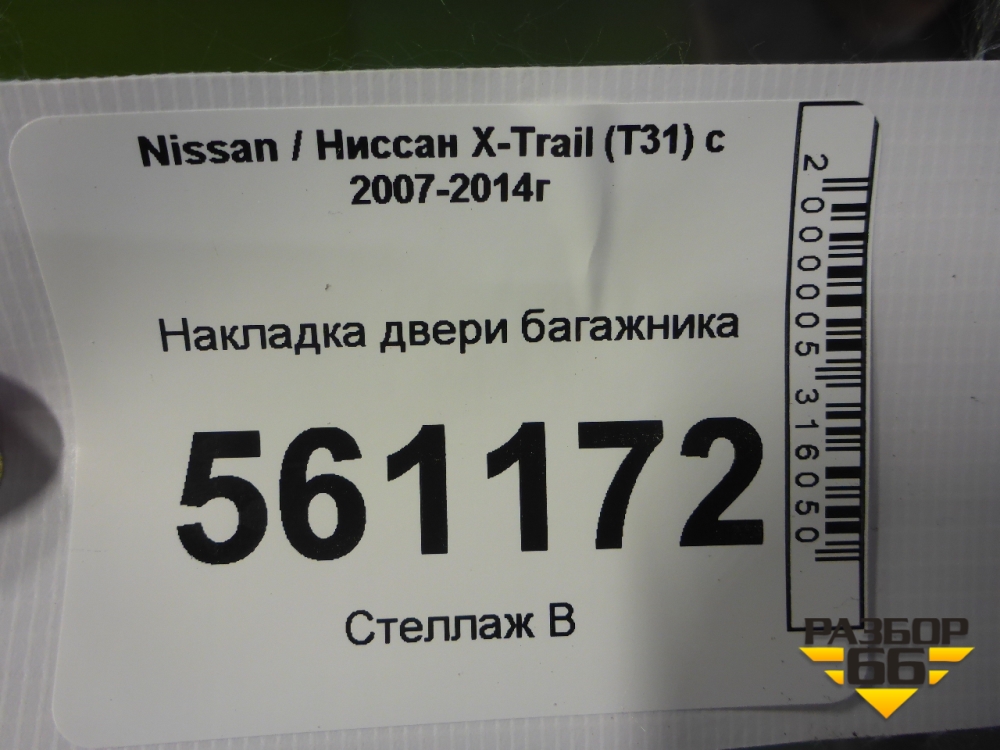 Nissan / Ниссан X-Trail (T31) с
2007-2014г
Накладка двери багажника
561172
Стеллаж В
2000005316050
РАЗБОР
66